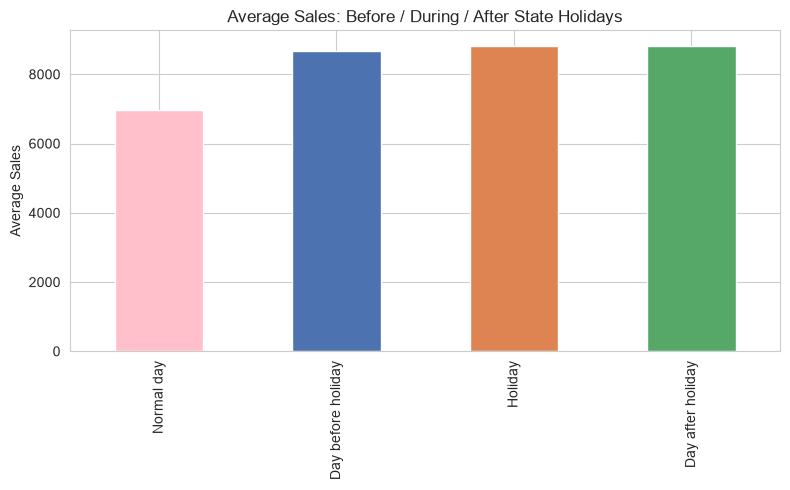 Average Sales: Before / During / After State Holidays
Average Sales
8000
6000
4000
2000
0
Normal day
Day before holiday
Holiday
Day after holiday